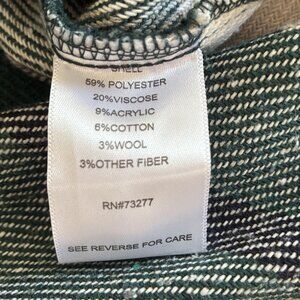 SHELL
59% POLYESTER
20%VISCOSE
9%ACRYLIC
6%COTTON
3%WOOL
3%OTHER FIBER
RN#73277
SEE REVERSE FOR CARE